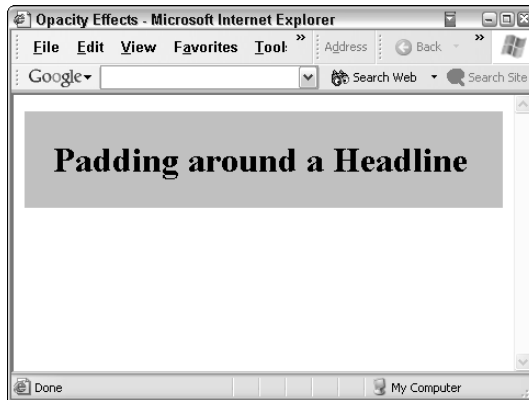 Opacity Effects - Microsoft Internet Explorer
File Edit View Favorites Tool » Address Back »
Google Search Web Search Site
Padding around a Headline
Done My Computer